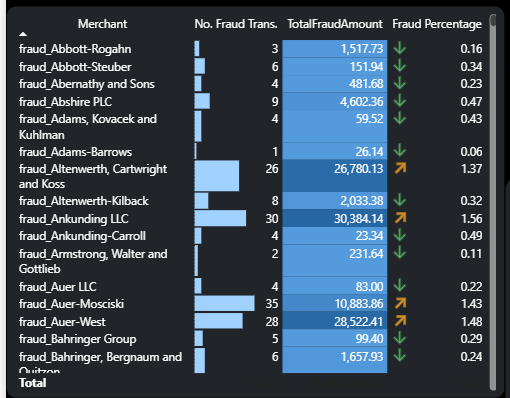 Merchant No. Fraud Trans. TotalFraudAmount Fraud Percentage
fraud_Abbott-Rogahn 3 1,517.73 0.16
fraud_Abbott-Steuber 6 151.94 0.34
fraud_Abernathy and Sons 4 481.68 0.23
fraud_Abshire PLC 9 4,602.36 0.47
fraud_Adams, Kovacek and 4 59.52 0.43
Kuhlman
fraud_Adams-Barrows 1 26.14 0.06
fraud_Altenwerth, Cartwright 26 26,780.13 1.37
and Koss
fraud_Altenwerth-Kilback 8 2,033.38 0.32
fraud_Ankunding LLC 30 30,384.14 1.56
fraud_Ankunding-Carroll 4 23.34 0.49
fraud_Armstrong, Walter and 2 231.64 0.11
Gottlieb
fraud_Auer LLC 4 83.00 0.22
fraud_Auer-Mosciski 35 10,883.86 1.43
fraud_Auer-West 28 28,522.41 1.48
fraud_Bahringer Group 5 99.40 0.29
fraud_Bahringer, Bergnaum and 6 1,657.93 0.24
Quitzon
Total